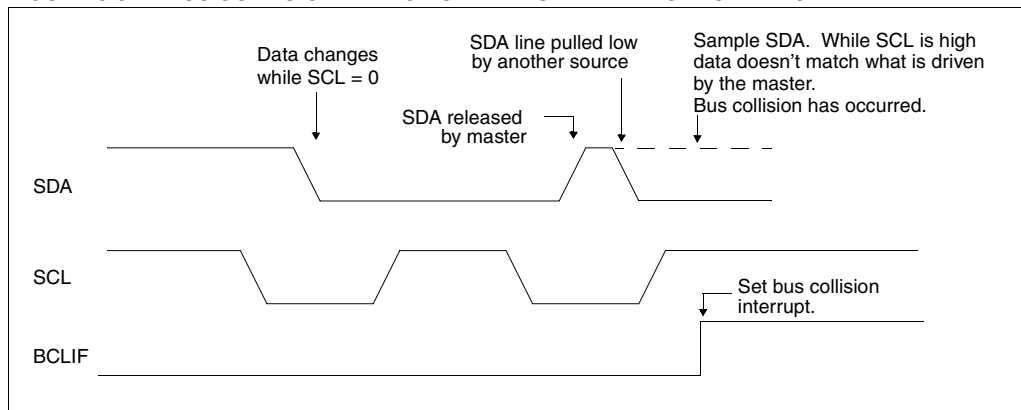 Data changes
while SCL = 0
SDA line pulled low
by another source
Sample SDA. While SCL is high
data doesn't match what is driven
by the master.
Bus collision has occurred.
SDA released
by master
SDA
SCL
Set bus collision
interrupt.
BCLIF